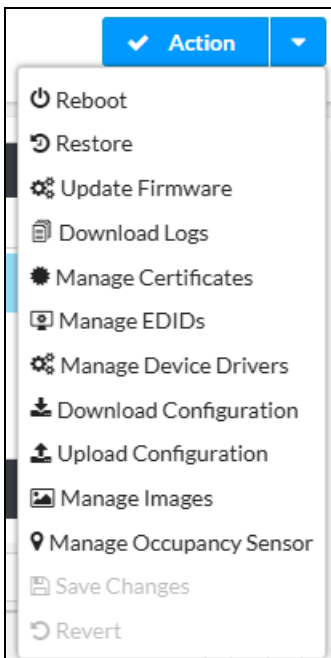 Action
Reboot
Restore
Update Firmware
Download Logs
Manage Certificates
Manage EDIDs
Manage Device Drivers
Download Configuration
Upload Configuration
Manage Images
Manage Occupancy Sensor
Save Changes
Revert